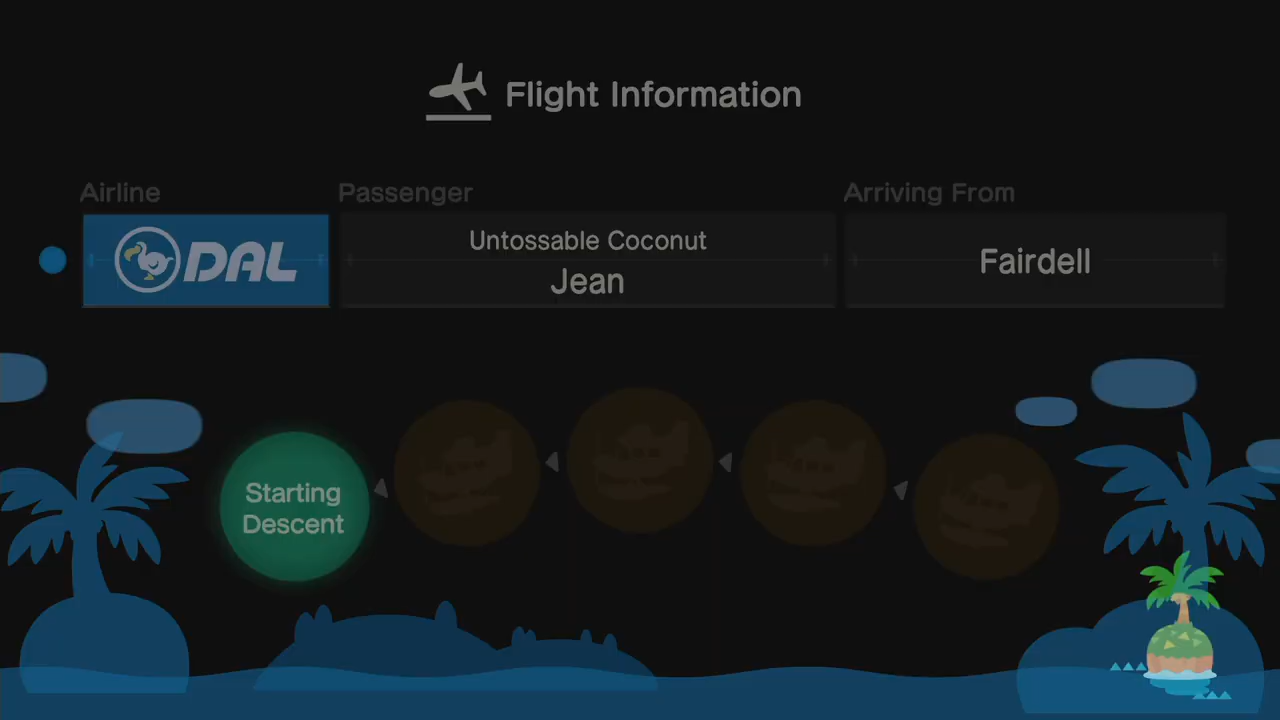 Flight Information
Airline
Passenger
Arriving From
DAL
Untossable Coconut
Jean
Fairdell
Starting
Descent